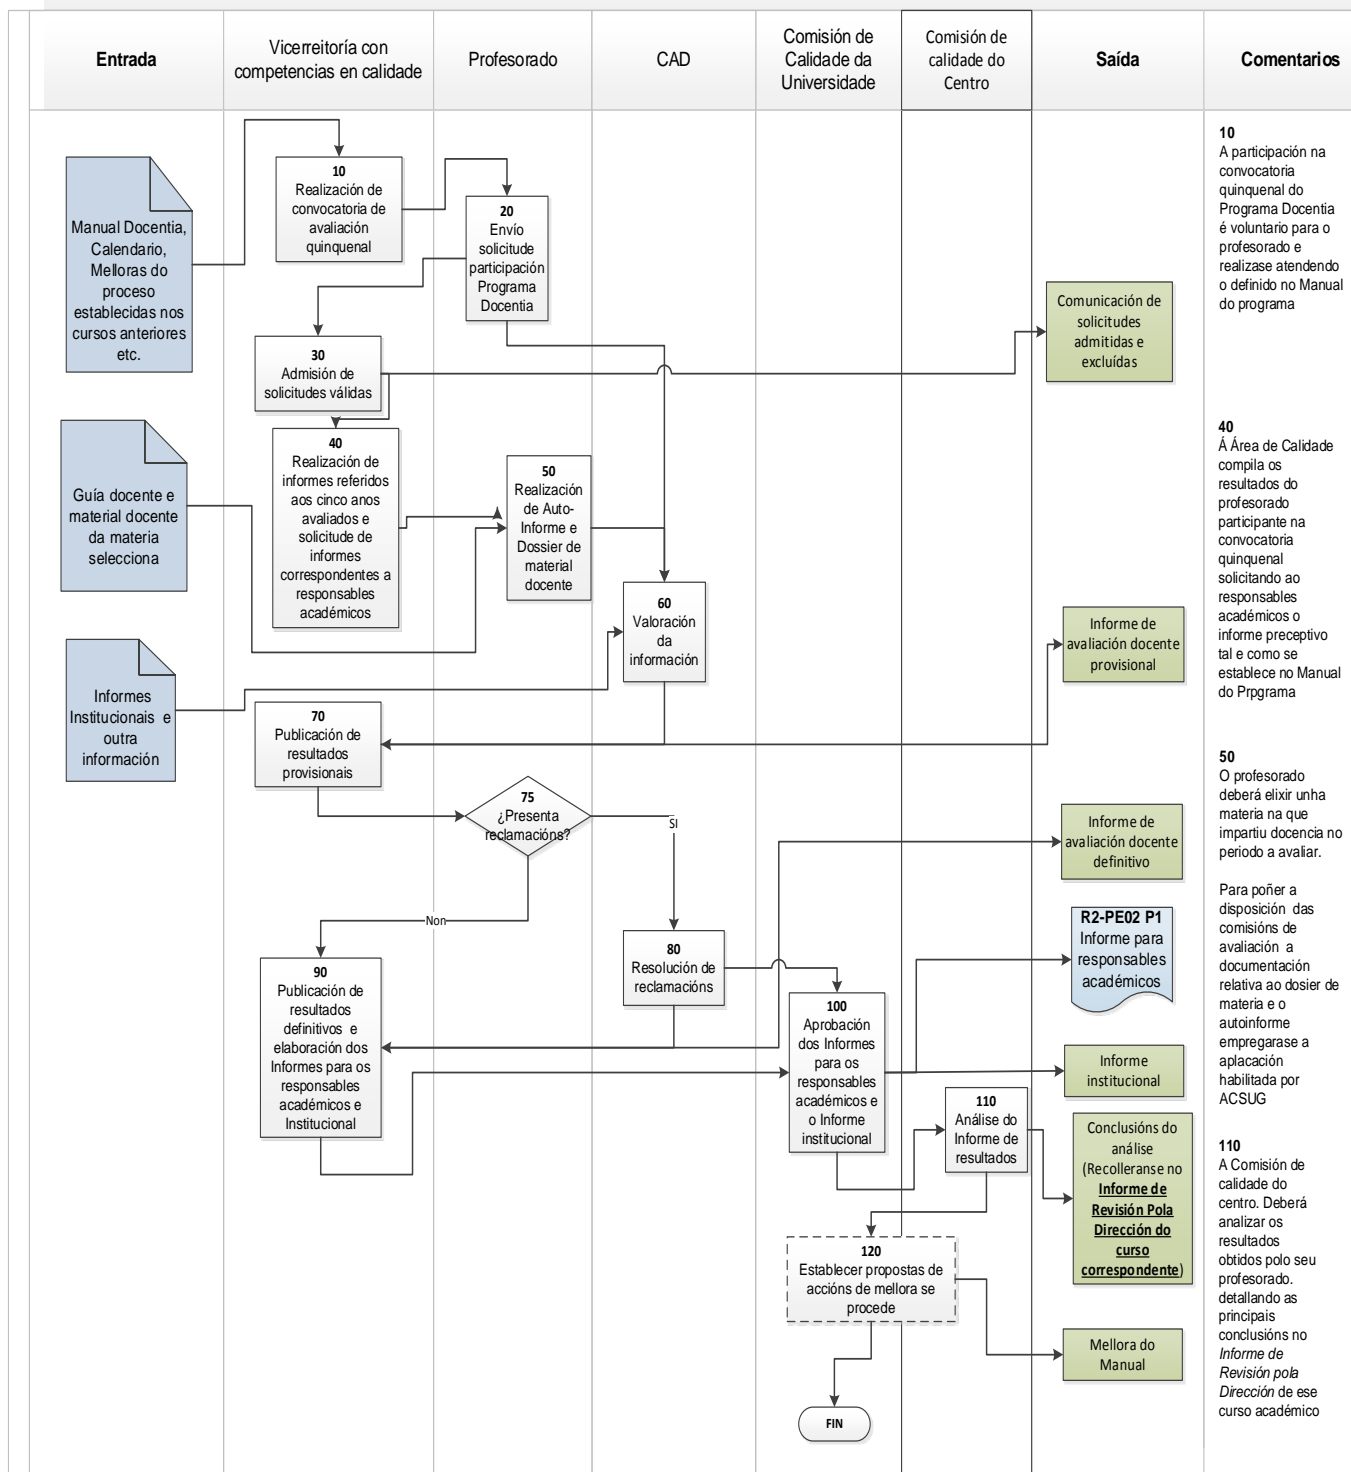 Entrada
Vicerreitoría con
competencias en calidade
Profesorado
CAD
Comisión de
Calidade da
Universidade
Comisión de
calidade do
Centro
Saída
Comentarios
Manual Docentia,
Calendario,
Melloras do
proceso
establecidas nos
cursos anteriores
etc.
10
Realización de
convocatoria de
avaliación
quinquenal
20
Envío
solicitude
participación
Programa
Docentia
30
Admisión de
solicitudes válidas
Comunicación de
solicitudes
admitidas e
excluídas
Guía docente e
material docente
da materia
selecciona
40
Realización de
informes referidos
aos cinco anos
avaliados e
solicitude de
informes
correspondentes a
responsables
académicos
50
Realización
de Auto-
Informe e
Dossier de
material
docente
60
Valoración
da
información
Informe de
avaliación docente
provisional
Informes
Institucionais e
outra
información
70
Publicación de
resultados
provisionais
75
¿Presenta
reclamacións?
SI
Non
Informe de
avaliación docente
definitivo
80
Resolución de
reclamacións
R2-PE02 P1
Informe para
responsables
académicos
90
Publicación de
resultados
definitivos e
elaboración dos
Informes para os
responsables
académicos e
Institucional
100
Aprobación
dos Informes
para os
responsables
académicos e
o Informe
institucional
Informe
institucional
110
Análise do
Informe de
resultados
Conclusións do
análise
(Recolleranse no
Informe de
Revisión Pola
Dirección do
curso
correspondente)
120
Establecer propostas de
accións de mellora se
procede
Mellora do
Manual
FIN
10
A participación na
convocatoria
quinquenal do
Programa Docentia
é voluntario para o
profesorado e
realizase atendendo
o definido no Manual
do programa
40
Á Área de Calidade
compila os
resultados do
profesorado
participante na
convocatoria
quinquenal
solicitando ao
responsables
académicos o
informe preceptivo
tal e como se
establece no Manual
do Prpgrama
50
O profesorado
deberá elixir unha
materia na que
impartiu docencia no
periodo a avaliar.
Para poñer a
disposición das
comisións de
avaliación a
documentación
relativa ao dosier de
materia e o
autoinforme
empregarase a
aplacación
habilitada por
ACSUG
110
A Comisión de
calidade do
centro. Deberá
analizar os
resultados
obtidos polo seu
profesorado.
detallando as
principais
conclusións no
Informe de
Revisión pola
Dirección de ese
curso académico